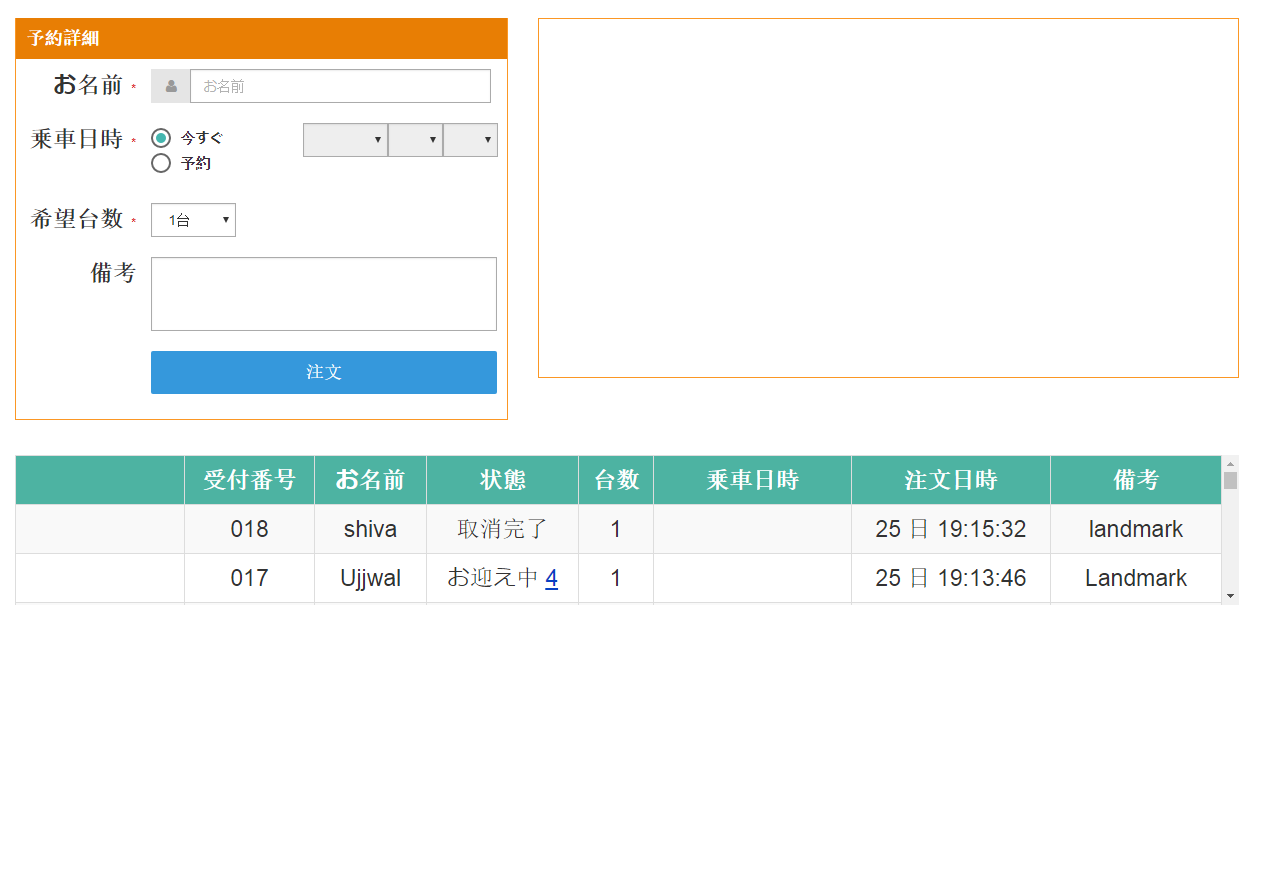 予約詳細
お名前 * お名前
乗車日時 * 今すぐ
予約
希望台数 * 1台
備考
注文
受付番号 お名前 状態 台数 乗車日時 注文日時 備考
018 shiva 取消完了 1 25 日 19:15:32 landmark
017 Ujjwal お迎え中 4 1 25 日 19:13:46 Landmark